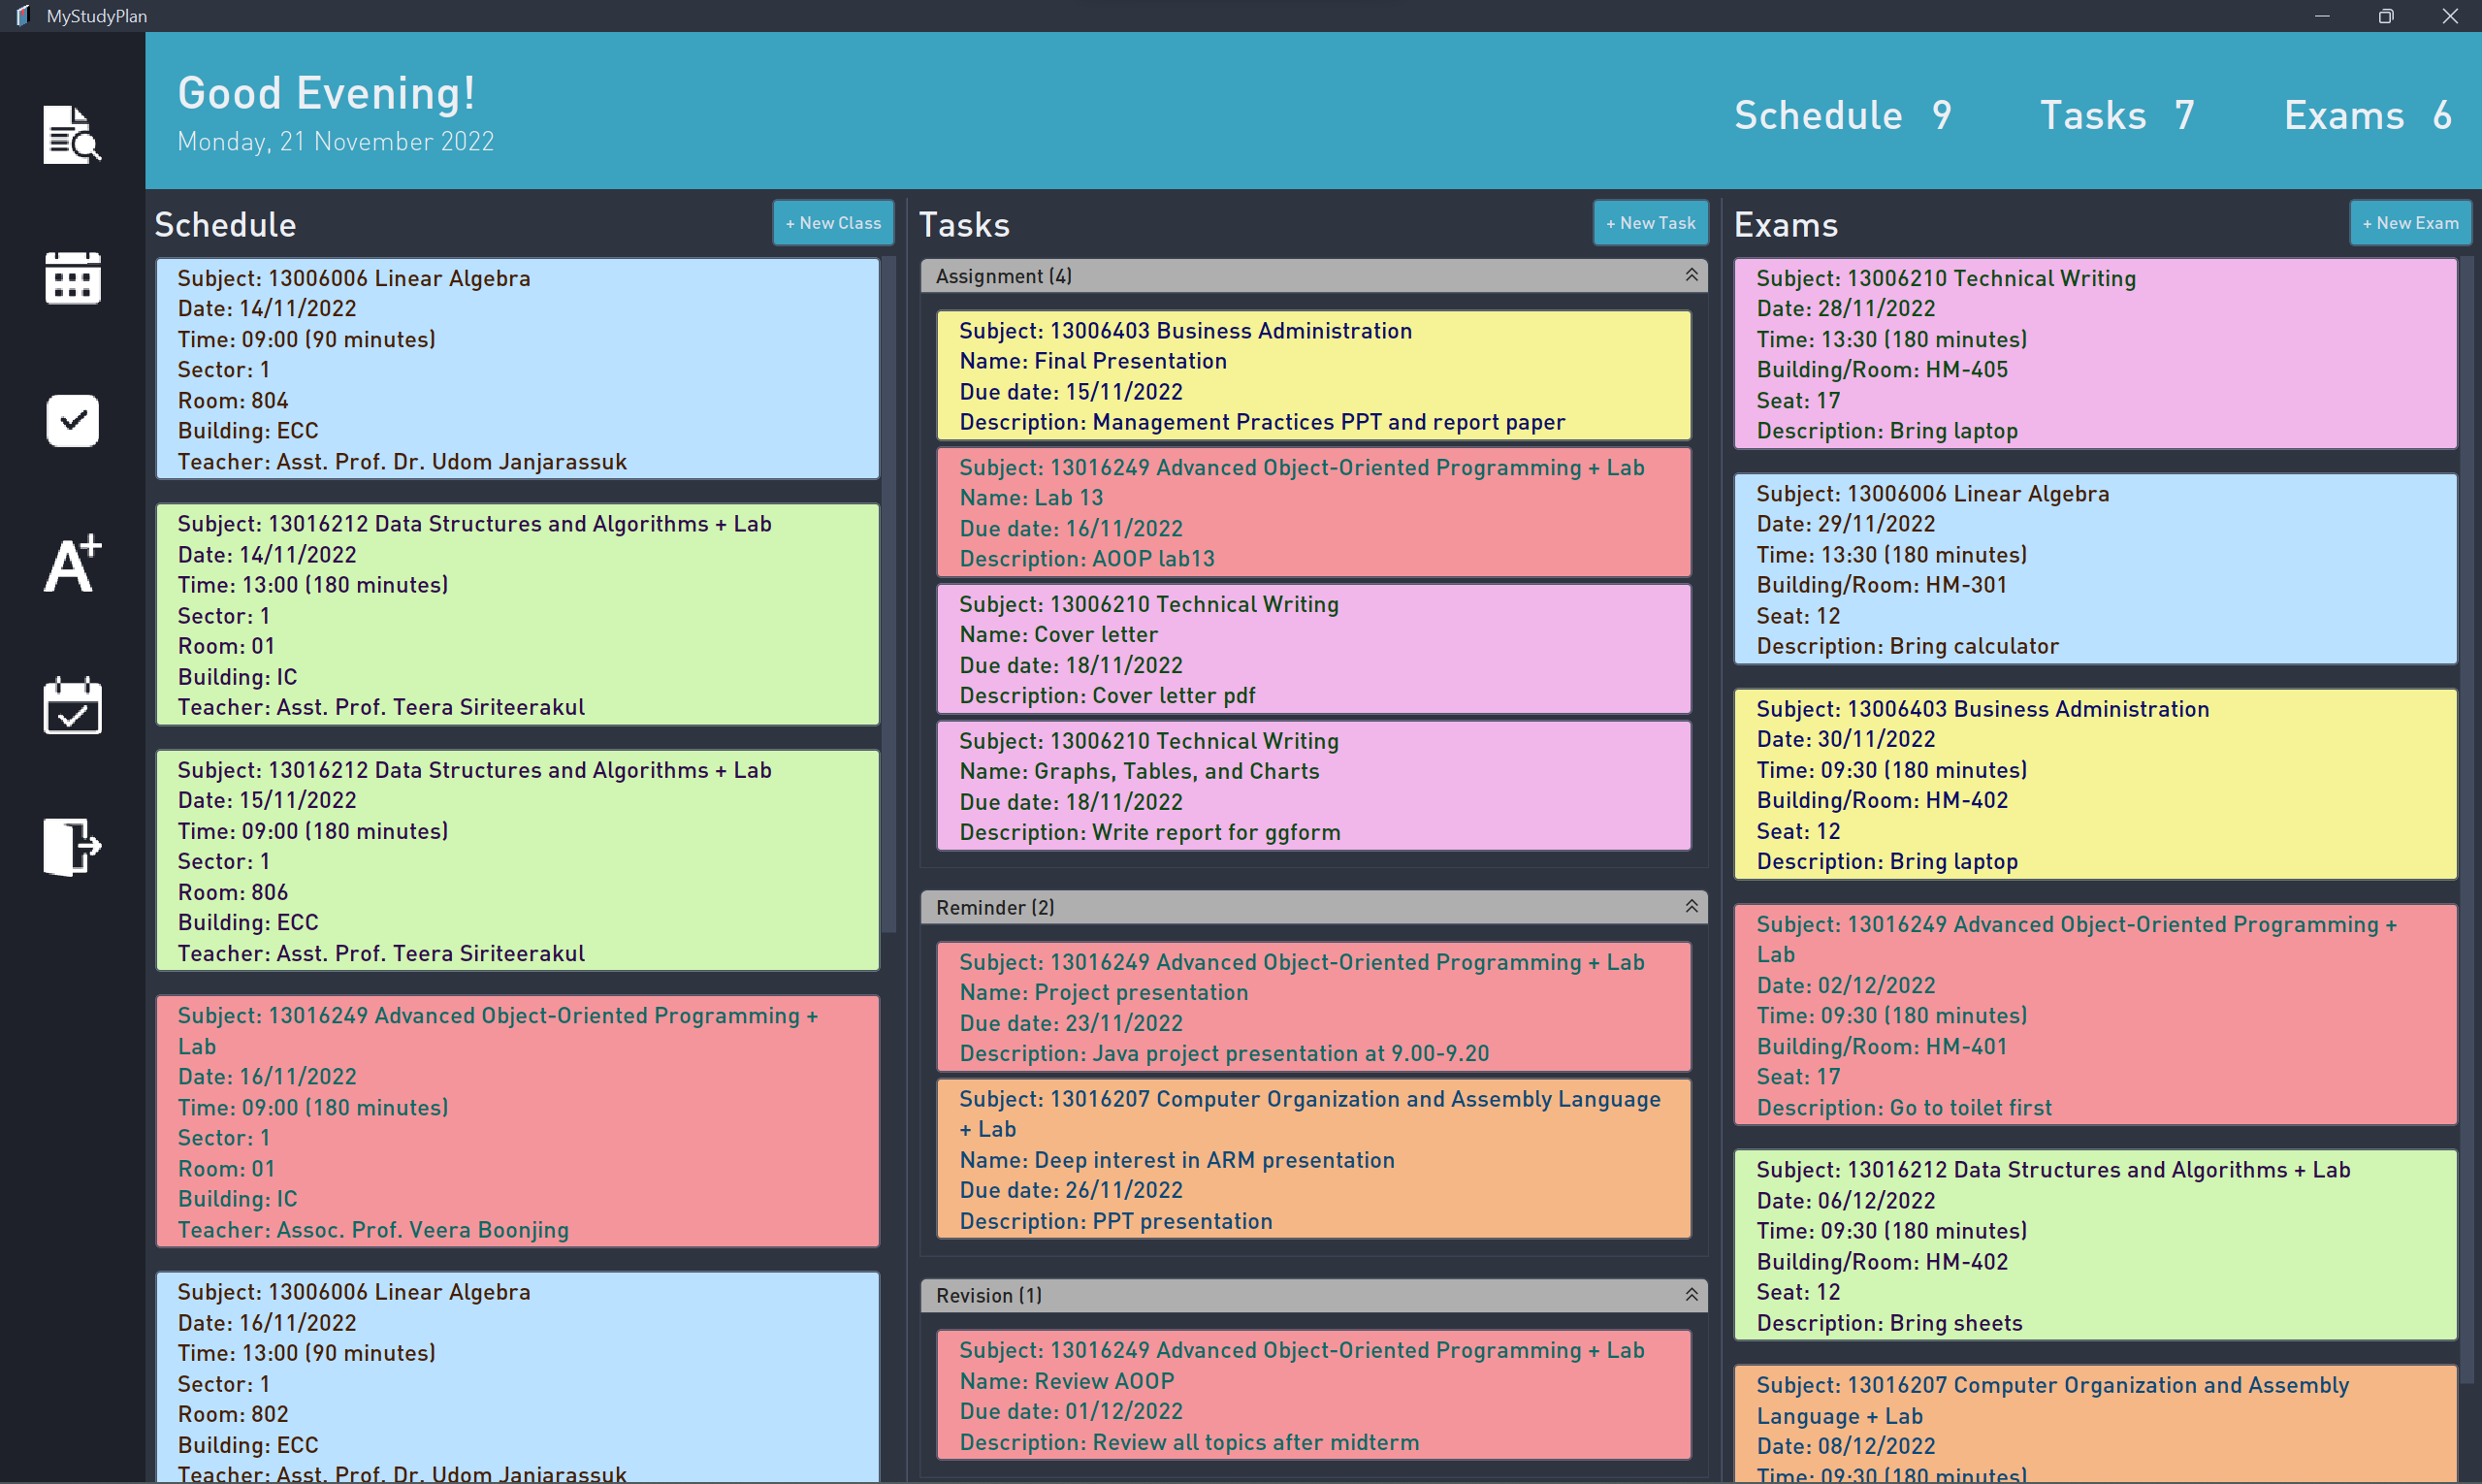 MyStudyPlan
Good Evening!
Monday, 21 November 2022
Schedule 9
Tasks 7
Exams 6
Schedule
+ New Class
Subject: 13006006 Linear Algebra
Date: 14/11/2022
Time: 09:00 (90 minutes)
Sector: 1
Room: 804
Building: ECC
Teacher: Asst. Prof. Dr. Udom Janjarassuk
Subject: 13016212 Data Structures and Algorithms + Lab
Date: 14/11/2022
Time: 13:00 (180 minutes)
Sector: 1
Room: 01
Building: IC
Teacher: Asst. Prof. Teera Siriteerakul
Subject: 13016212 Data Structures and Algorithms + Lab
Date: 15/11/2022
Time: 09:00 (180 minutes)
Sector: 1
Room: 806
Building: ECC
Teacher: Asst. Prof. Teera Siriteerakul
Subject: 13016249 Advanced Object-Oriented Programming +
Lab
Date: 16/11/2022
Time: 09:00 (180 minutes)
Sector: 1
Room: 01
Building: IC
Teacher: Assoc. Prof. Veera Boonjing
Subject: 13006006 Linear Algebra
Date: 16/11/2022
Time: 13:00 (90 minutes)
Sector: 1
Room: 802
Building: ECC
Teacher: Asst. Prof. Dr. Udom Janjarassuk
Tasks
+ New Task
Assignment (4)
Subject: 13006403 Business Administration
Name: Final Presentation
Due date: 15/11/2022
Description: Management Practices PPT and report paper
Subject: 13016249 Advanced Object-Oriented Programming + Lab
Name: Lab 13
Due date: 16/11/2022
Description: AOOP lab13
Subject: 13006210 Technical Writing
Name: Cover letter
Due date: 18/11/2022
Description: Cover letter pdf
Subject: 13006210 Technical Writing
Name: Graphs, Tables, and Charts
Due date: 18/11/2022
Description: Write report for ggform
Reminder (2)
Subject: 13016249 Advanced Object-Oriented Programming + Lab
Name: Project presentation
Due date: 23/11/2022
Description: Java project presentation at 9.00-9.20
Subject: 13016207 Computer Organization and Assembly Language
+ Lab
Name: Deep interest in ARM presentation
Due date: 26/11/2022
Description: PPT presentation
Revision (1)
Subject: 13016249 Advanced Object-Oriented Programming + Lab
Name: Review AOOP
Due date: 01/12/2022
Description: Review all topics after midterm
Exams
+ New Exam
Subject: 13006210 Technical Writing
Date: 28/11/2022
Time: 13:30 (180 minutes)
Building/Room: HM-405
Seat: 17
Description: Bring laptop
Subject: 13006006 Linear Algebra
Date: 29/11/2022
Time: 13:30 (180 minutes)
Building/Room: HM-301
Seat: 12
Description: Bring calculator
Subject: 13006403 Business Administration
Date: 30/11/2022
Time: 09:30 (180 minutes)
Building/Room: HM-402
Seat: 12
Description: Bring laptop
Subject: 13016249 Advanced Object-Oriented Programming +
Lab
Date: 02/12/2022
Time: 09:30 (180 minutes)
Building/Room: HM-401
Seat: 17
Description: Go to toilet first
Subject: 13016212 Data Structures and Algorithms + Lab
Date: 06/12/2022
Time: 09:30 (180 minutes)
Building/Room: HM-402
Seat: 12
Description: Bring sheets
Subject: 13016207 Computer Organization and Assembly
Language + Lab
Date: 08/12/2022
Time: 09:30 (180 minutes)
A+